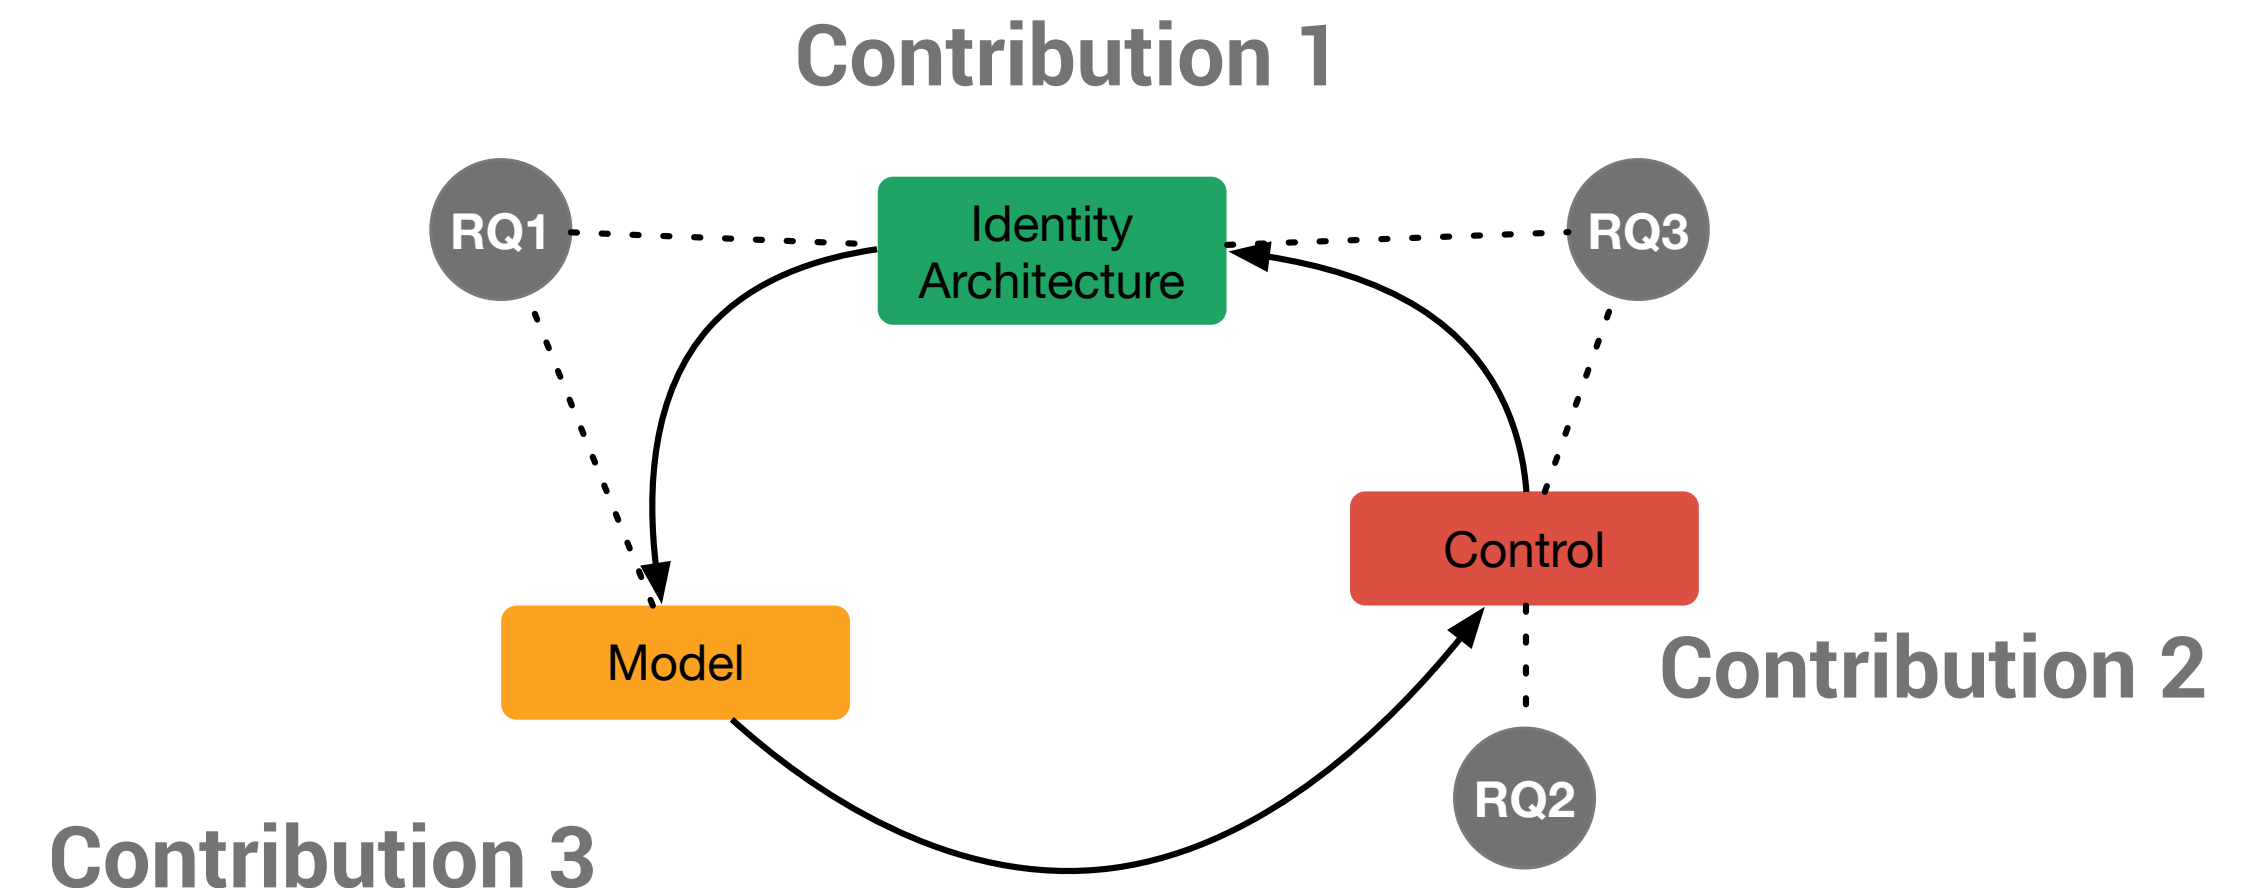 Contribution 1
RQ1
Identity
Architecture
RQ3
Control
Model
Contribution 2
RQ2
Contribution 3